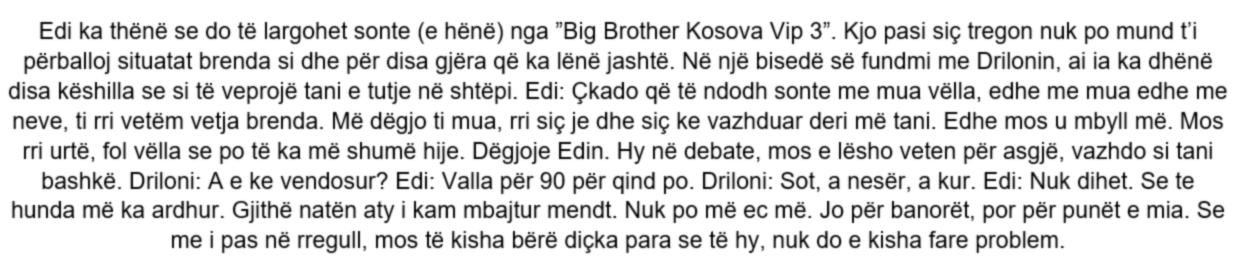 Edi ka thënë se do të largohet sonte (e hënë) nga ”Big Brother Kosova Vip 3”. Kjo pasi siç tregon nuk po mund t’i
përballoj situatat brenda si dhe për disa gjëra që ka lënë jashtë. Në një bisedë së fundmi me Drilonin, ai ia ka dhënë
disa këshilla se si të veprojë tani e tutje në shtëpi. Edi: Çkado që të ndodh sonte me mua vëlla, edhe me mua edhe me
neve, ti rri vetëm vetja brenda. Më dëgjo ti mua, rri siç je dhe siç ke vazhduar deri më tani. Edhe mos u mbyll më. Mos
rri urtë, fol vëlla se po të ka më shumë hije. Dëgjoje Edin. Hy në debate, mos e lësho veten për asgjë, vazhdo si tani
bashkë. Driloni: A e ke vendosur? Edi: Valla për 90 për qind po. Driloni: Sot, a nesër, a kur. Edi: Nuk dihet. Se te
hunda më ka ardhur. Gjithë natën aty i kam mbajtur mendt. Nuk po më ec më. Jo për banorët, por për punët e mia. Se
me i pas në rregull, mos të kisha bërë diçka para se të hy, nuk do e kisha fare problem.